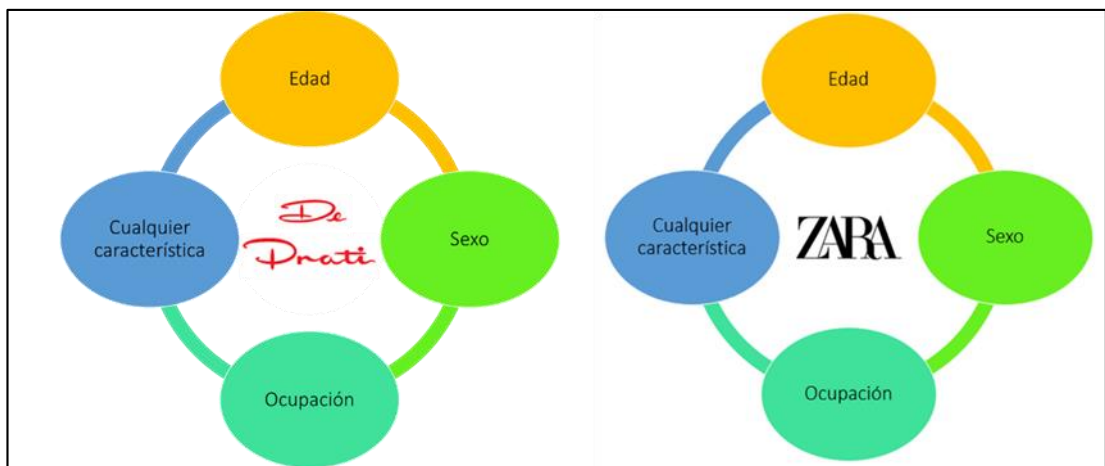 Edad
Cualquier
característica
De
Prati
Sexo
Ocupación
Edad
Cualquier
característica
ZARA
Sexo
Ocupación